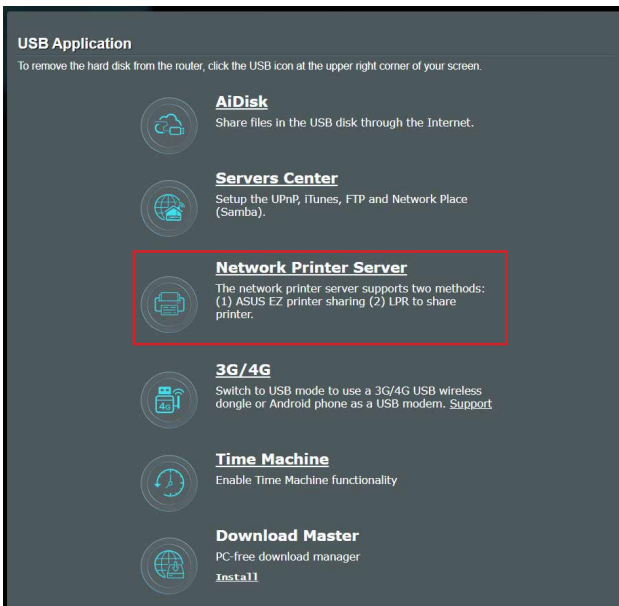 USB Application
To remove the hard disk from the router, click the USB icon at the upper right corner of your screen.
AiDisk
Share files in the USB disk through the Internet.
Servers Center
Setup the UPnP, iTunes, FTP and Network Place
(Samba).
Network Printer Server
The network printer server supports two methods:
(1) ASUS EZ printer sharing (2) LPR to share
printer.
3G/4G
4G
Switch to USB mode to use a 3G/4G USB wireless
dongle or Android phone as a USB modem. Support
Time Machine
Enable Time Machine functionality
Download Master
PC-free download manager
Install